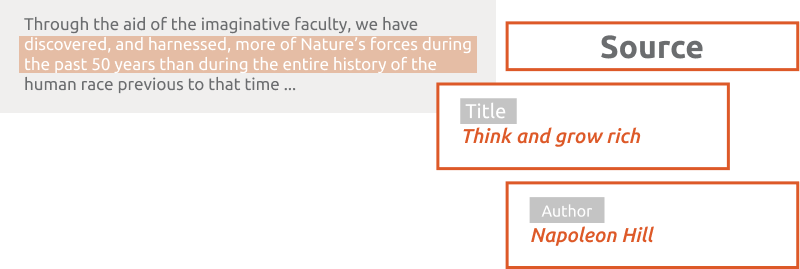 Through the aid of the imaginative faculty, we have
discovered, and harnessed, more of Nature's forces during
the past 50 years than during the entire history of the
human race previous to that time ...
Source
Title
Think and grow rich
Author
Napoleon Hill